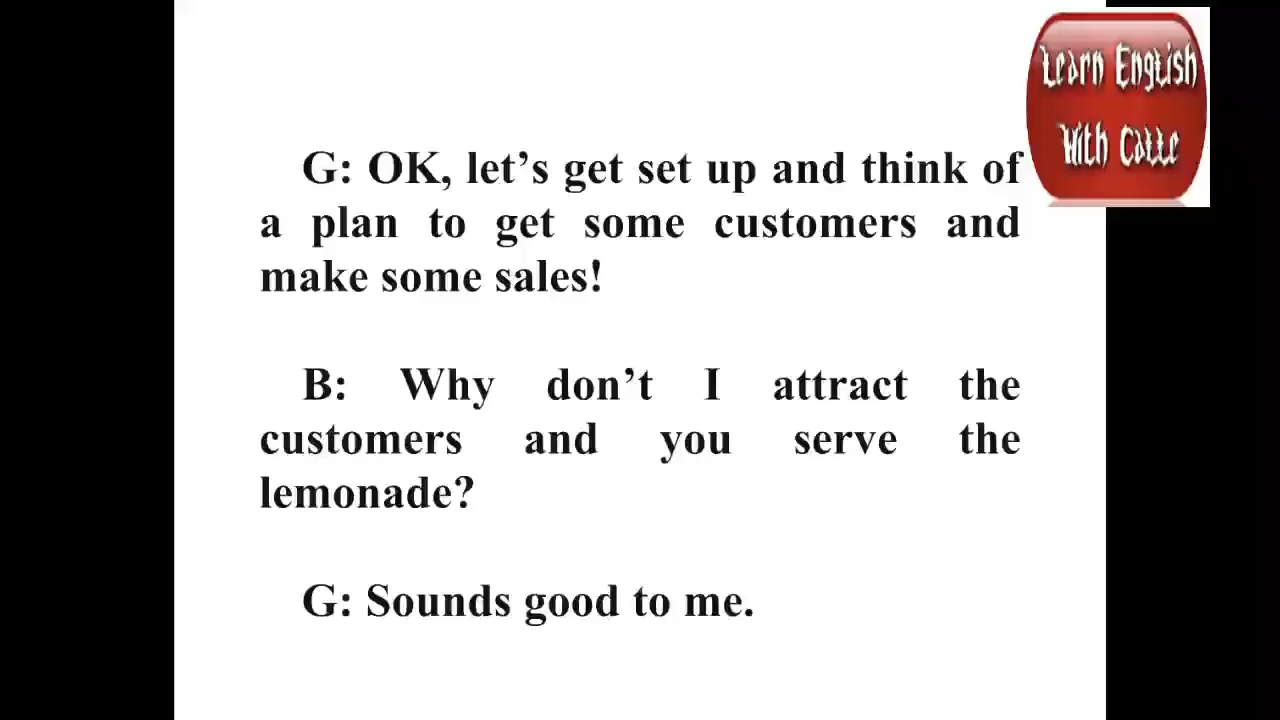 Learn English
With Catte
G: OK, let’s get set up and think of
a plan to get some customers and
make some sales!
B: Why don’t I attract the
customers and you serve the
lemonade?
G: Sounds good to me.